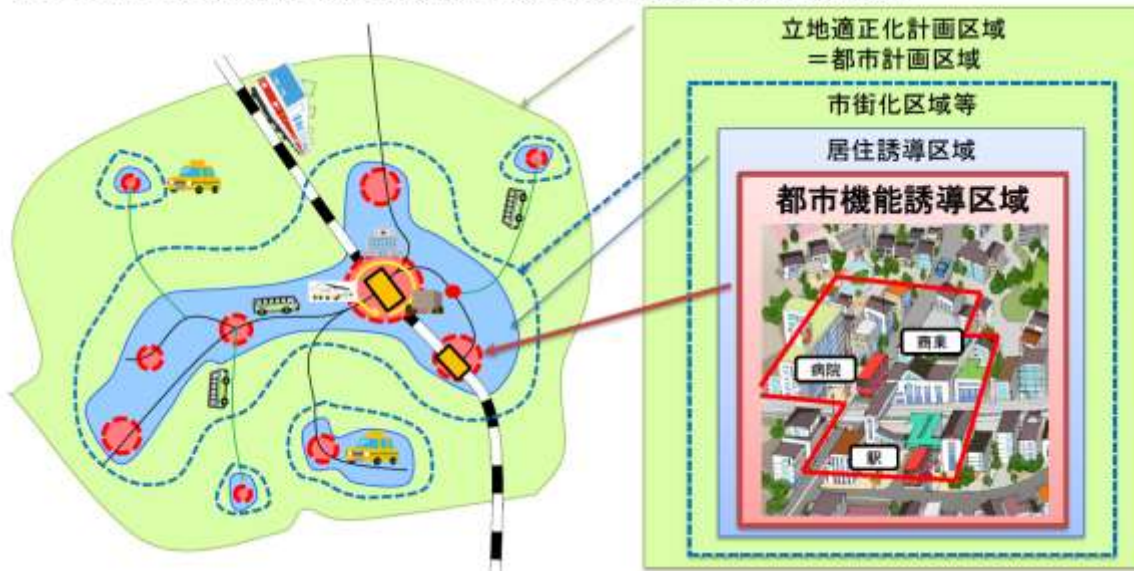 立地適正化計画区域
＝都市計画区域
市街化区域等
居住誘導区域
都市機能誘導区域
商業
病院
駅